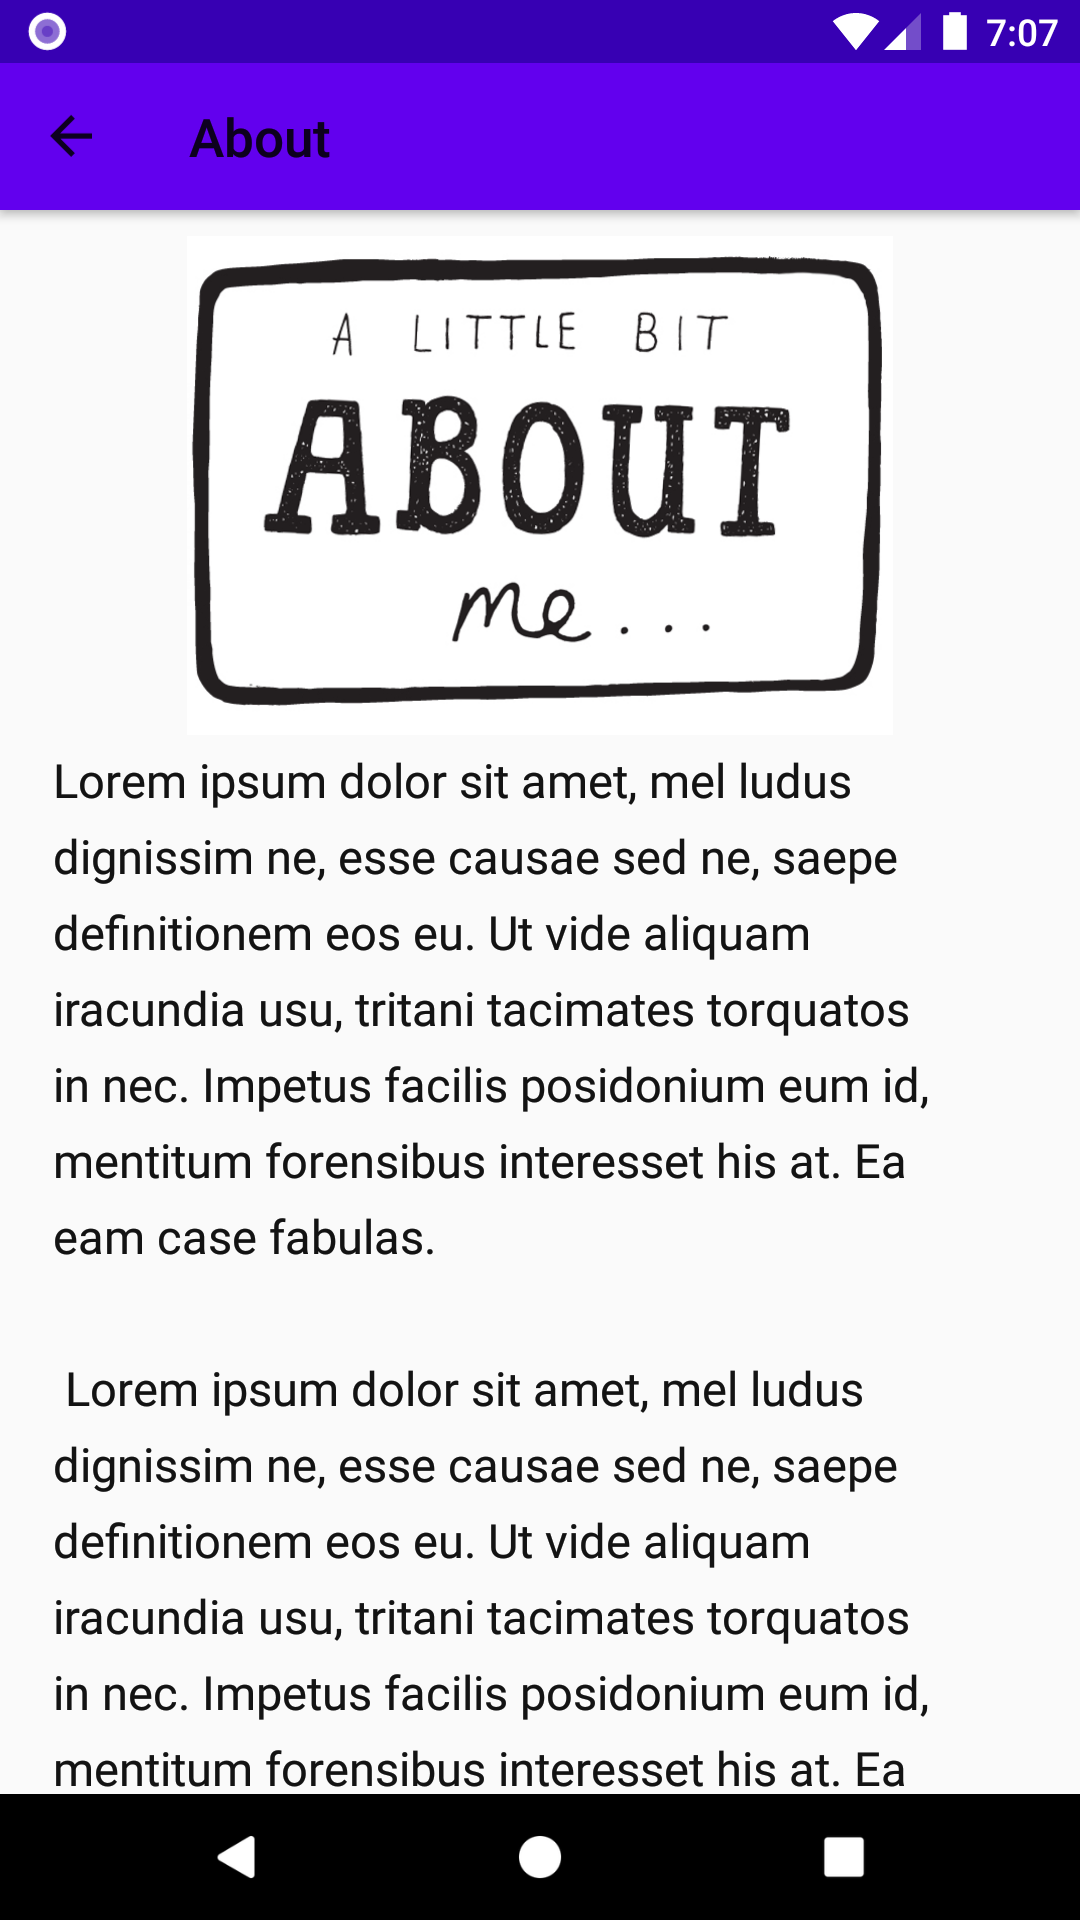 7:07
About
A LITTLE BIT
ABOUT
me...
Lorem ipsum dolor sit amet, mel ludus
dignissim ne, esse causae sed ne, saepe
definitionem eos eu. Ut vide aliquam
iracundia usu, tritani tacimates torquatos
in nec. Impetus facilis posidonium eum id,
mentitum forensibus interesset his at. Ea
eam case fabulas.
Lorem ipsum dolor sit amet, mel ludus
dignissim ne, esse causae sed ne, saepe
definitionem eos eu. Ut vide aliquam
iracundia usu, tritani tacimates torquatos
in nec. Impetus facilis posidonium eum id,
mentitum forensibus interesset his at. Ea